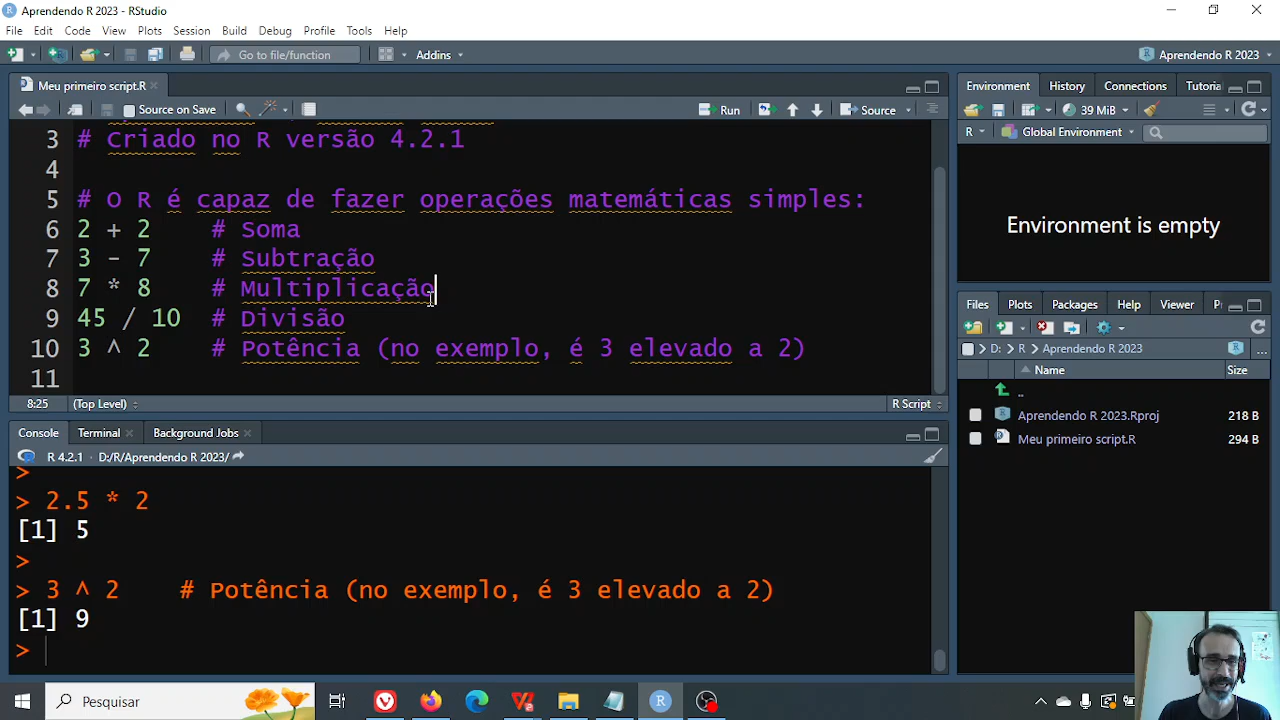 Aprendendo R 2023 - RStudio
File Edit Code View Plots Session Build Debug Profile Tools Help
Go to file/function Addins Aprendendo R 2023
Meu primeiro script.R
Source on Save Run Source
3 # Criado no R versão 4.2.1
4
5 # O R é capaz de fazer operações matemáticas simples:
6 2 + 2 # Soma
7 3 - 7 # Subtração
8 7 * 8 # Multiplicação
9 45 / 10 # Divisão
10 3 ^ 2 # Potência (no exemplo, é 3 elevado a 2)
11
8:25 (Top Level) R Script
Console Terminal Background Jobs
R 4.2.1 · D:/R/Aprendendo R 2023/
>
> 2.5 * 2
[1] 5
>
> 3 ^ 2 # Potência (no exemplo, é 3 elevado a 2)
[1] 9
>
Environment History Connections Tutoria
39 MiB
R Global Environment
Environment is empty
Files Plots Packages Help Viewer
D: R Aprendendo R 2023 ...
Name Size
..
Aprendendo R 2023.Rproj 218 B
Meu primeiro script.R 294 B
Pesquisar